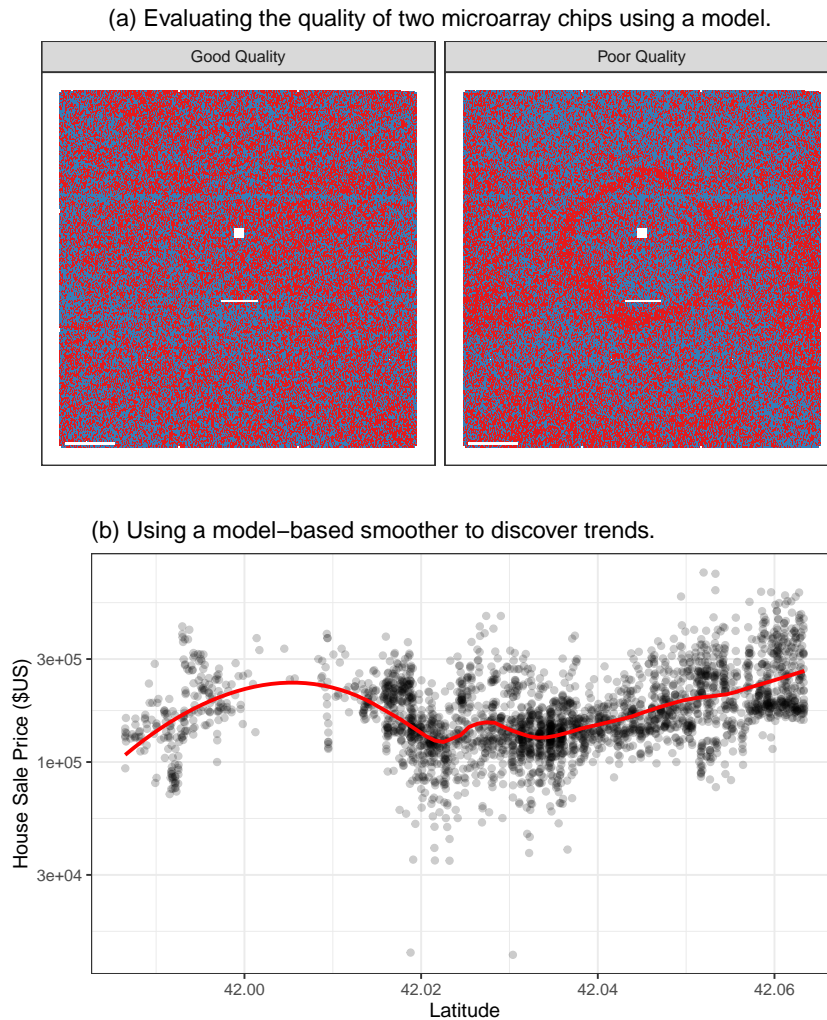 (a) Evaluating the quality of two microarray chips using a model.
Good Quality
Poor Quality
(b) Using a model−based smoother to discover trends.
House Sale Price ($US)
3e+05
1e+05
3e+04
42.00
42.02
42.04
42.06
Latitude